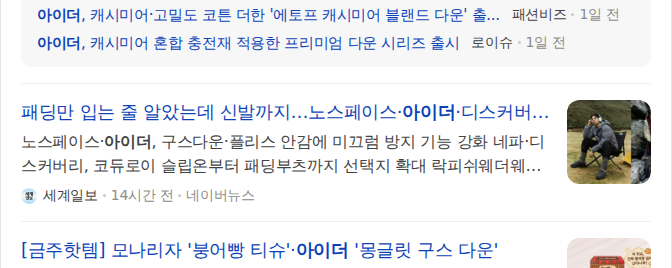 아이더, 캐시미어·고밀도 코튼 더한 '에토프 캐시미어 브랜드 다운' 출... 패션비즈 · 1일 전
아이더, 캐시미어 혼합 충전재 적용한 프리미엄 다운 시리즈 출시 로이슈 · 1일 전
패딩만 입는 줄 알았는데 신발까지...노스페이스·아이더·디스커버...
노스페이스·아이더, 구스다운·플리스 안감에 미끄럼 방지 기능 강화 네파·디
스커버리, 코듀로이 슬립온부터 패딩부츠까지 선택지 확대 락피쉬웨더웨...
세계일보 · 14시간 전 · 네이버뉴스
[금주핫템] 모나리자 '붕어빵 티슈'·아이더 '몽글릿 구스 다운'